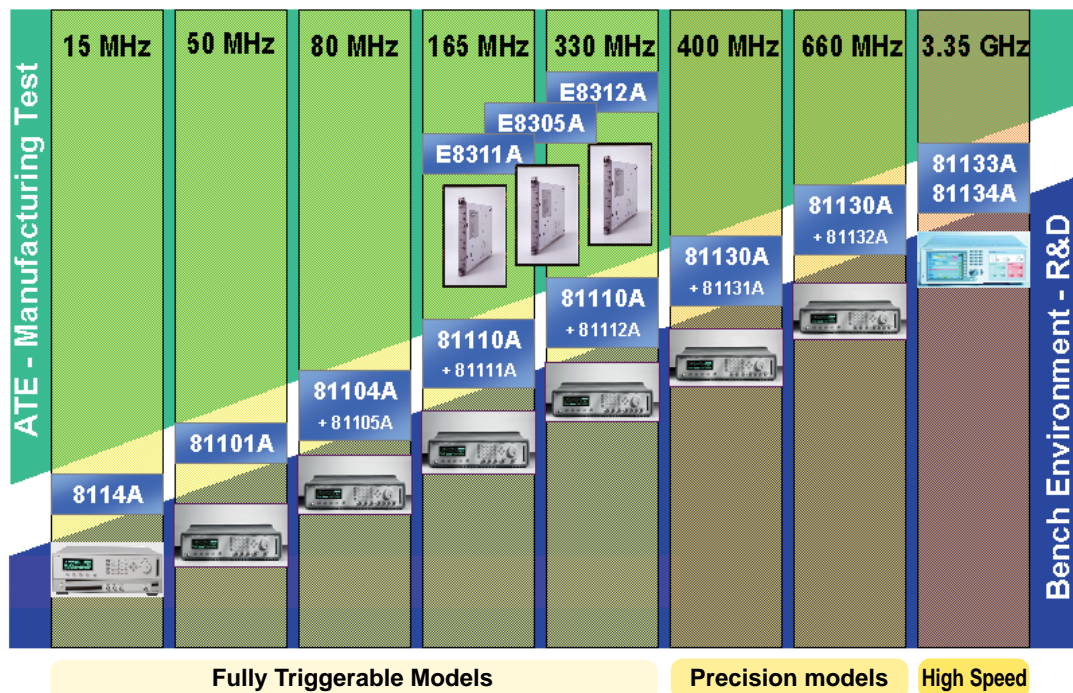 15 MHz
50 MHz
80 MHz
165 MHz
330 MHz
400 MHz
660 MHz
3.35 GHz
ATE - Manufacturing Test
E8312A
E8305A
E8311A
81133A
81134A
81130A
+ 81132A
81130A
+ 81131A
81110A
+ 81112A
81110A
+ 81111A
81104A
+ 81105A
81101A
8114A
Bench Environment - R&D
Fully Triggerable Models
Precision models
High Speed